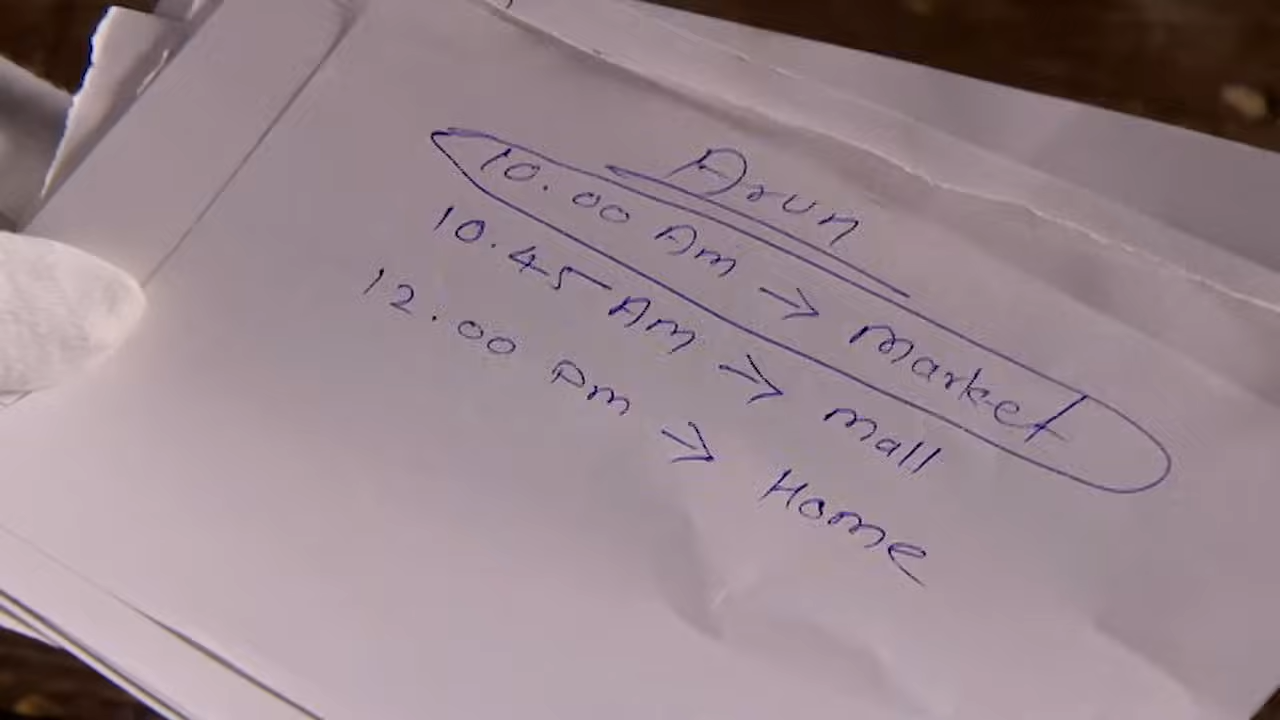 Arun
10.00 Am → market
10.45 Am → mall
12.00 pm → Home